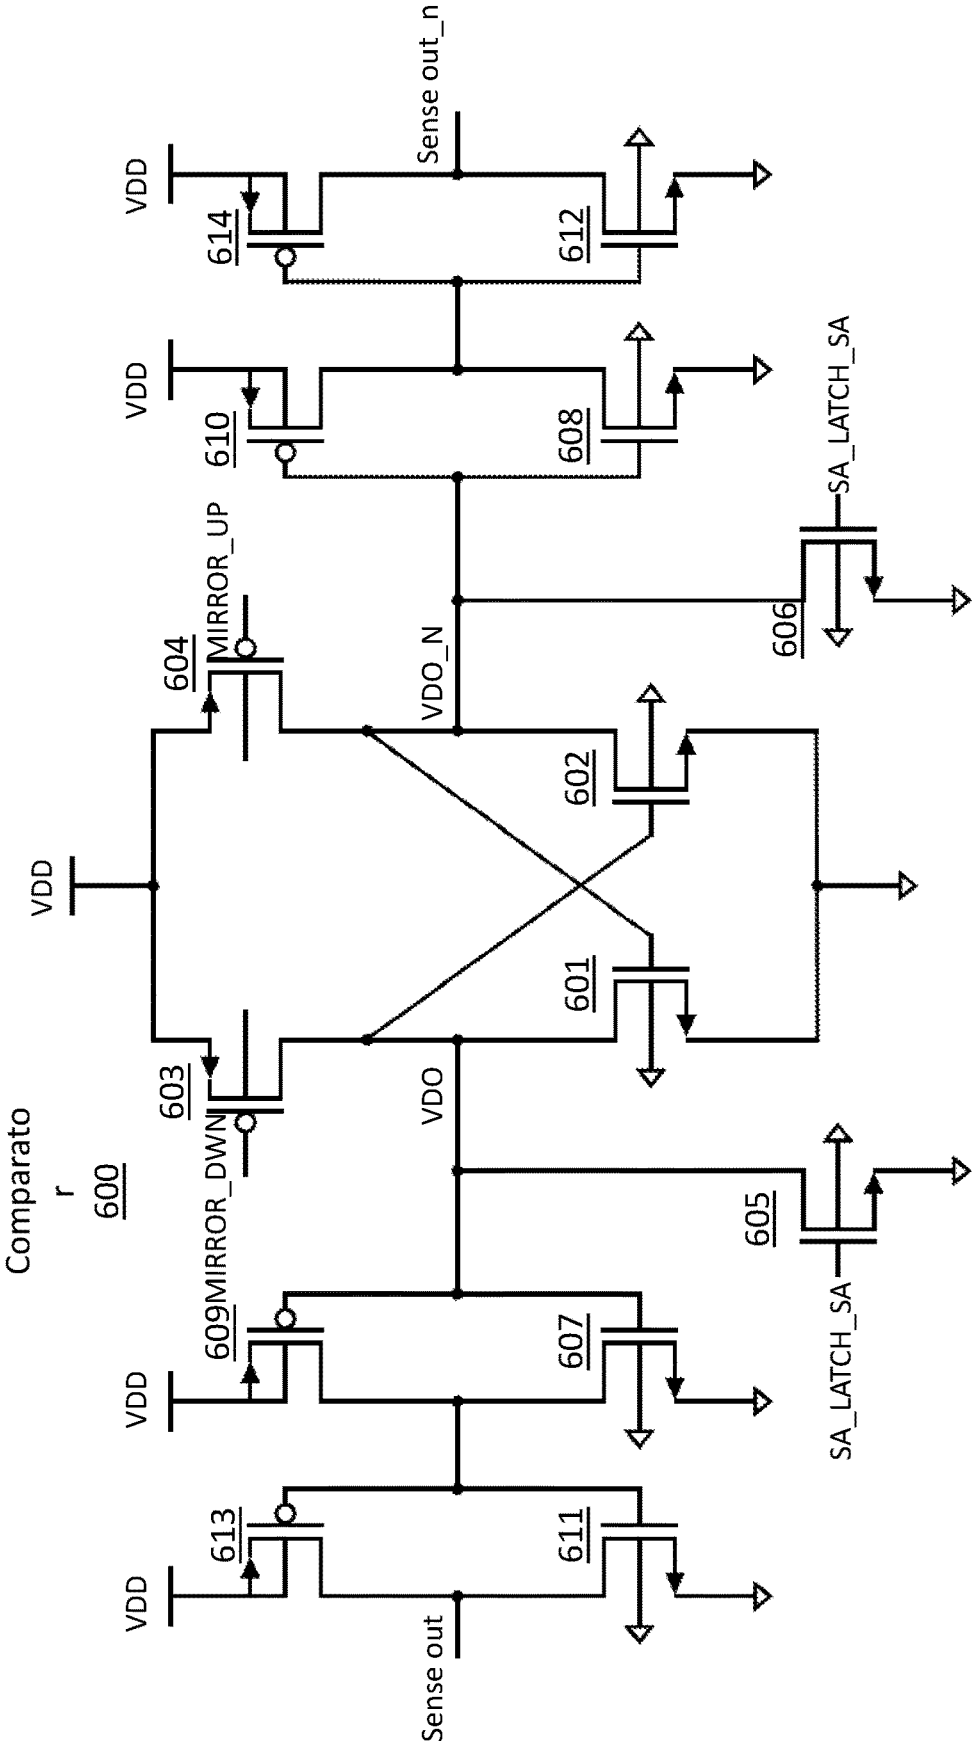 Comparato
r
600
VDD
VDD
VDD
VDD
VDD
613
609
MIRROR_DWN
603
604
MIRROR_UP
610
614
Sense out
VDO
VDO_N
Sense out_n
611
607
601
602
608
612
605
606
SA_LATCH_SA
SA_LATCH_SA